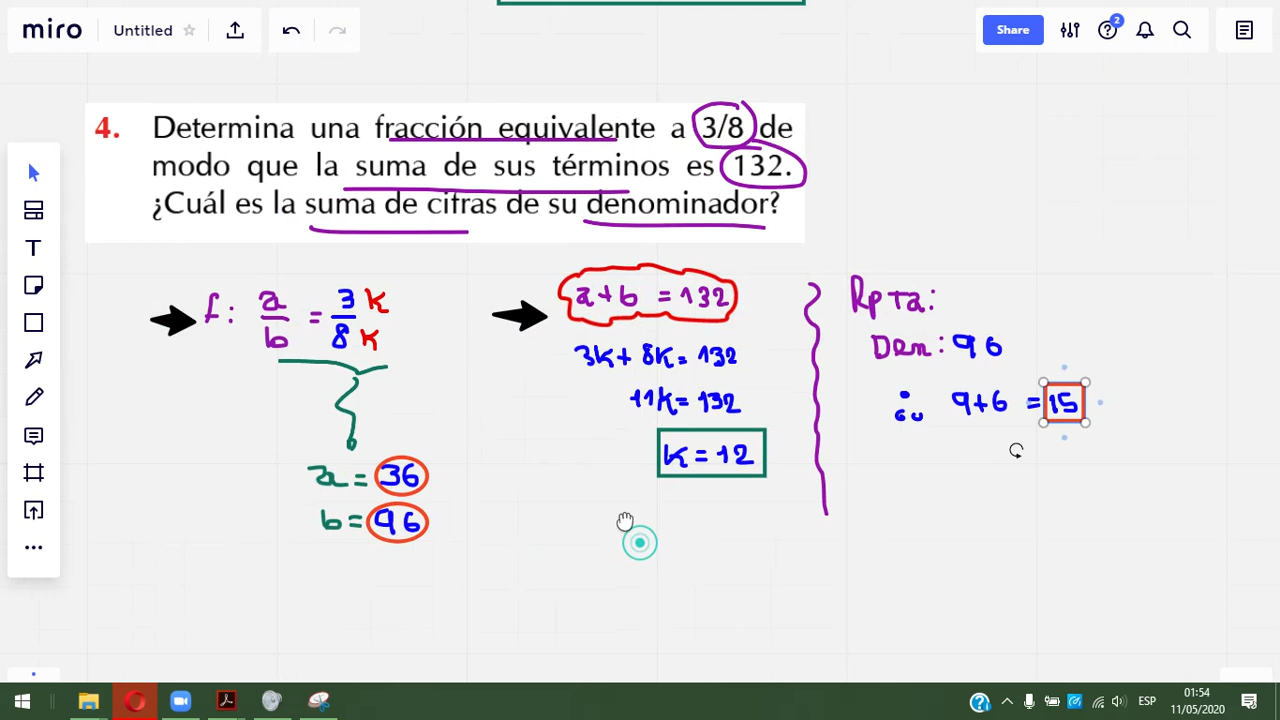 miro Untitled Share 2
4. Determina una fracción equivalente a 3/8 de
modo que la suma de sus términos es 132.
¿Cuál es la suma de cifras de su denominador?
f: a/b = 3k/8k
a = 36
b = 96
a+b = 132
3k+8k=132
11k=132
k = 12
Rpta:
Den: 96
∴ 9+6 = 15
T
ESP 01:54
11/05/2020